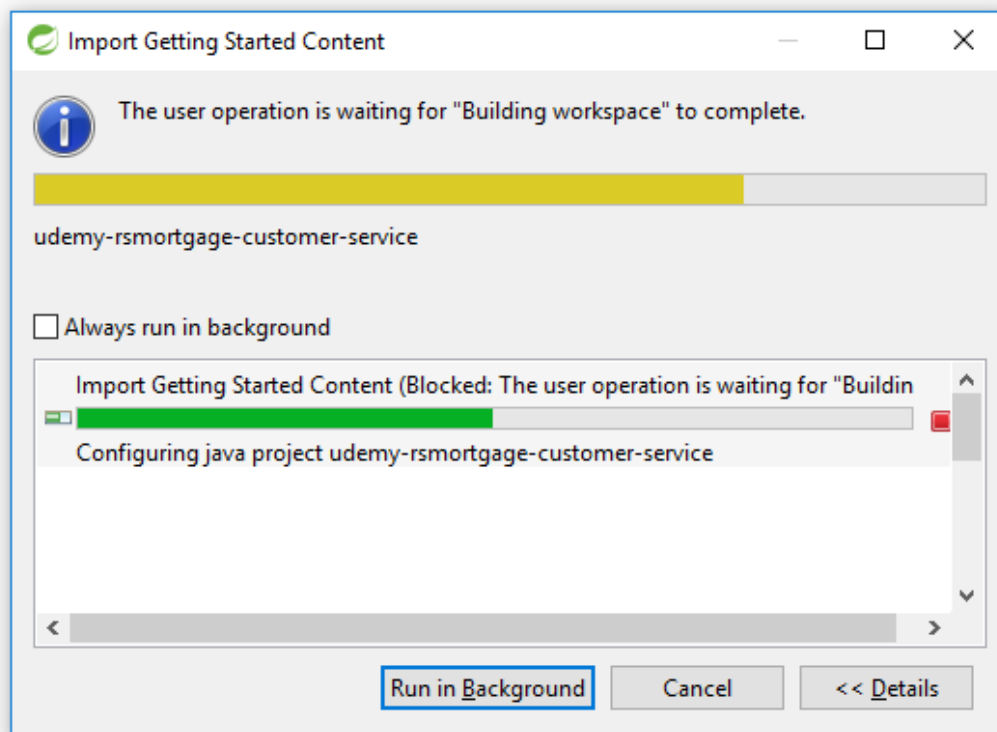 Import Getting Started Content
The user operation is waiting for "Building workspace" to complete.
udemy-rsmortgage-customer-service
Always run in background
Import Getting Started Content (Blocked: The user operation is waiting for "Buildin
Configuring java project udemy-rsmortgage-customer-service
Run in Background
Cancel
<< Details